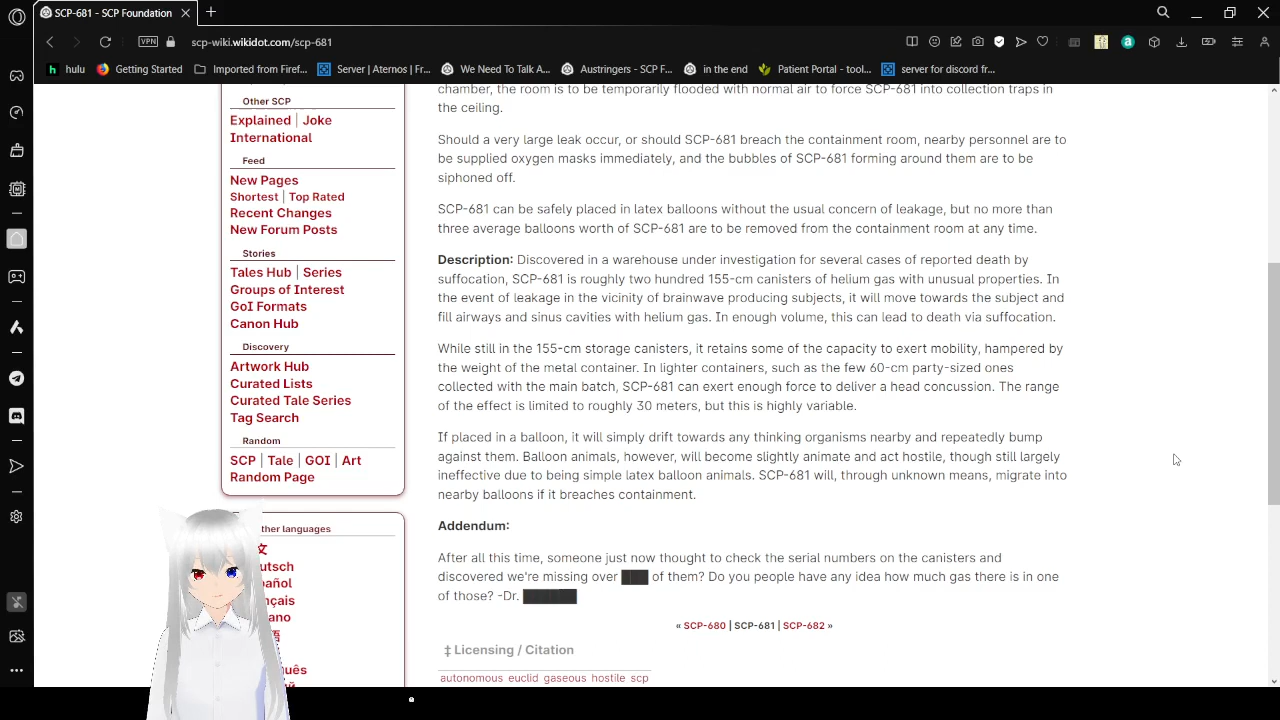 SCP-681 - SCP Foundation
VPN
scp-wiki.wikidot.com/scp-681
hulu
Getting Started
Imported from Firef...
Server | Aternos | Fr...
We Need To Talk A...
Austringers - SCP F...
in the end
Patient Portal - tool...
server for discord fr...
Other SCP
Explained | Joke
International
Feed
New Pages
Shortest | Top Rated
Recent Changes
New Forum Posts
Stories
Tales Hub | Series
Groups of Interest
GoI Formats
Canon Hub
Discovery
Artwork Hub
Curated Lists
Curated Tale Series
Tag Search
Random
SCP | Tale | GOI | Art
Random Page
ther languages
文
utsch
pañol
nçais
ano
語
uês
chamber, the room is to be temporarily flooded with normal air to force SCP-681 into collection traps in
the ceiling.
Should a very large leak occur, or should SCP-681 breach the containment room, nearby personnel are to
be supplied oxygen masks immediately, and the bubbles of SCP-681 forming around them are to be
siphoned off.
SCP-681 can be safely placed in latex balloons without the usual concern of leakage, but no more than
three average balloons worth of SCP-681 are to be removed from the containment room at any time.
Description: Discovered in a warehouse under investigation for several cases of reported death by
suffocation, SCP-681 is roughly two hundred 155-cm canisters of helium gas with unusual properties. In
the event of leakage in the vicinity of brainwave producing subjects, it will move towards the subject and
fill airways and sinus cavities with helium gas. In enough volume, this can lead to death via suffocation.
While still in the 155-cm storage canisters, it retains some of the capacity to exert mobility, hampered by
the weight of the metal container. In lighter containers, such as the few 60-cm party-sized ones
collected with the main batch, SCP-681 can exert enough force to deliver a head concussion. The range
of the effect is limited to roughly 30 meters, but this is highly variable.
If placed in a balloon, it will simply drift towards any thinking organisms nearby and repeatedly bump
against them. Balloon animals, however, will become slightly animate and act hostile, though still largely
ineffective due to being simple latex balloon animals. SCP-681 will, through unknown means, migrate into
nearby balloons if it breaches containment.
Addendum:
After all this time, someone just now thought to check the serial numbers on the canisters and
discovered we're missing over ███ of them? Do you people have any idea how much gas there is in one
of those? -Dr. ██████
« SCP-680 | SCP-681 | SCP-682 »
‡ Licensing / Citation
autonomous euclid gaseous hostile scp